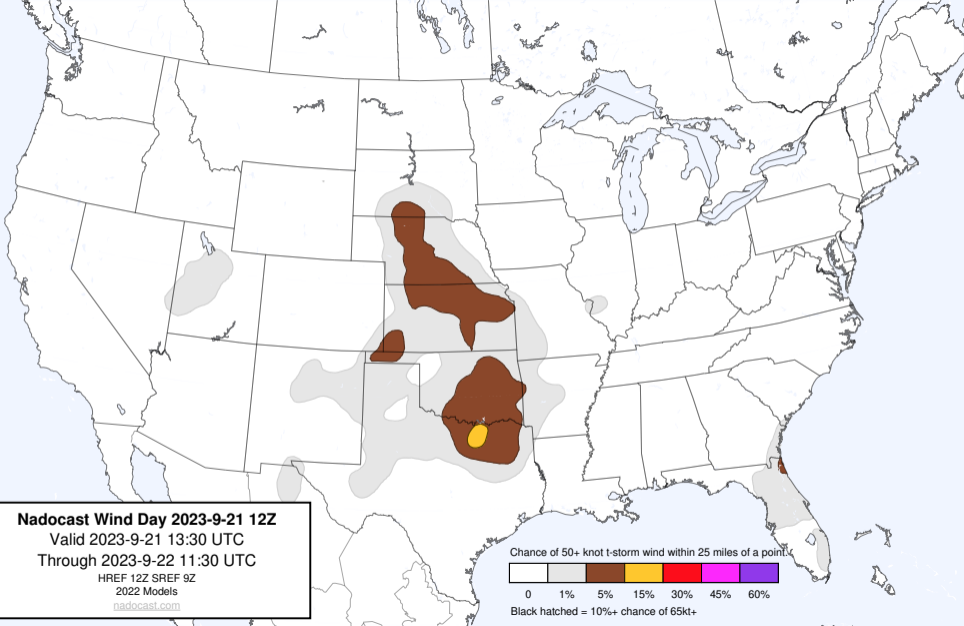 Nadocast Wind Day 2023-9-21 12Z
Valid 2023-9-21 13:30 UTC
Through 2023-9-22 11:30 UTC
HREF 12Z SREF 9Z
2022 Models
nadocast.com
Chance of 50+ knot t-storm wind within 25 miles of a point.
0 1% 5% 15% 30% 45% 60%
Black hatched = 10%+ chance of 65kt+